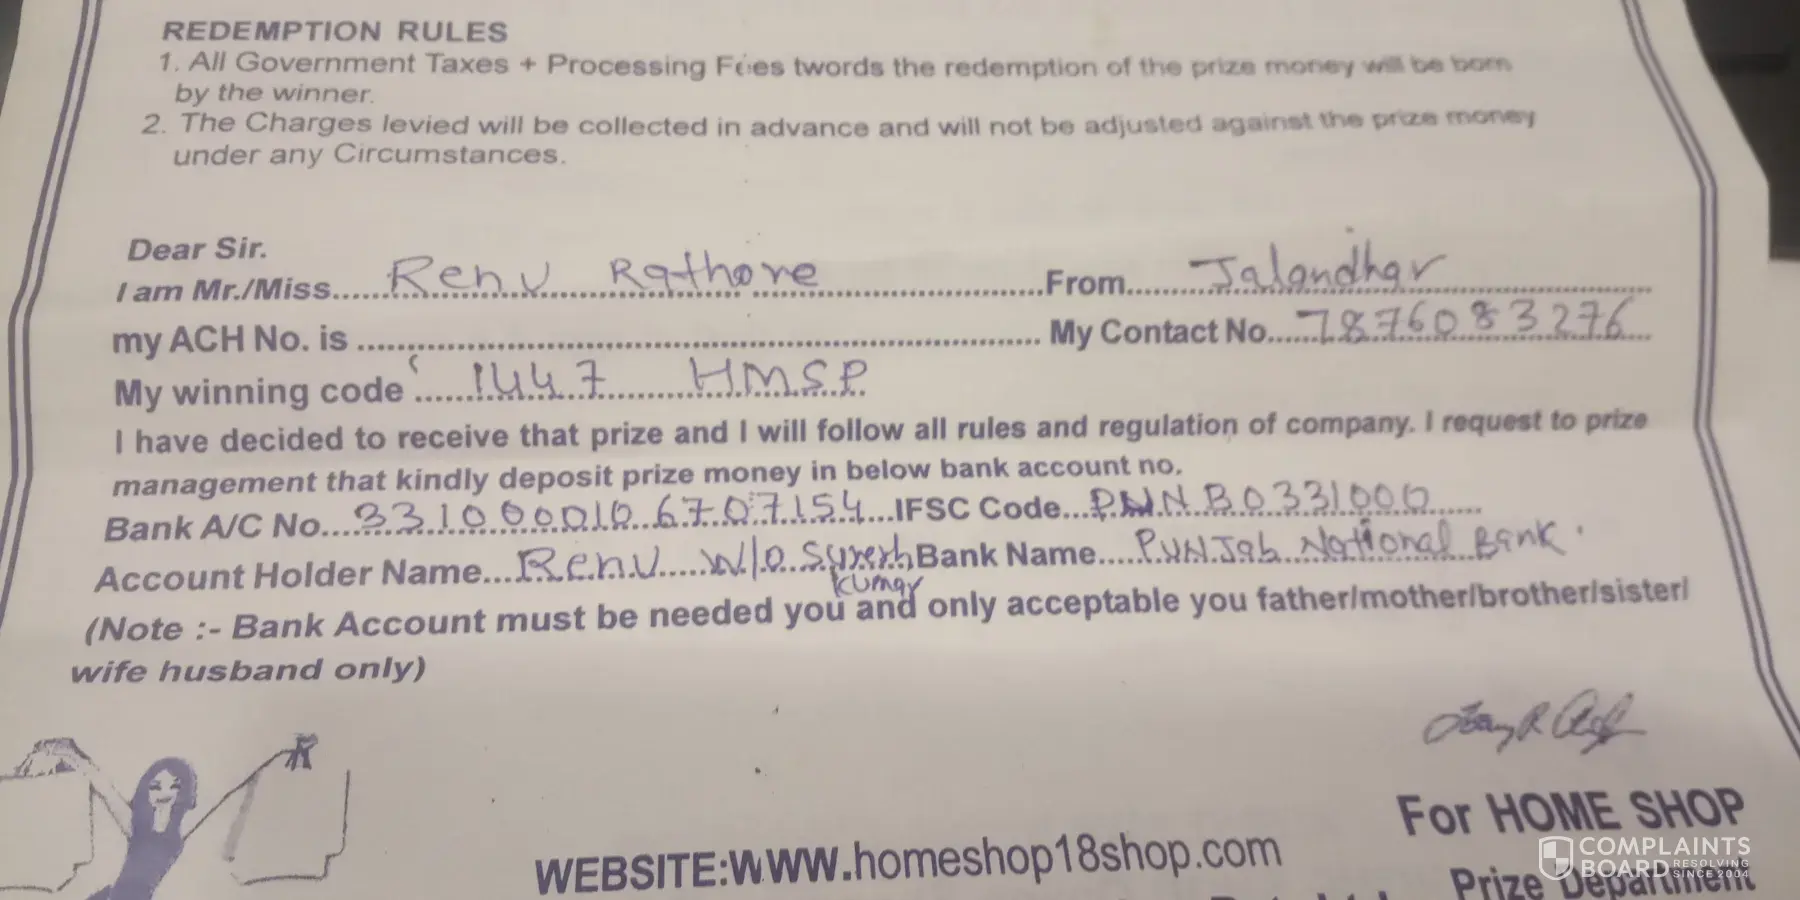 REDEMPTION RULES
1. All Government Taxes + Processing Fees twords the redemption of the prize money will be born
by the winner.
2. The Charges levied will be collected in advance and will not be adjusted against the prize money
under any Circumstances.
Dear Sir.
I am Mr./Miss......Renu Rathore......From......Jalandhar......
my ACH No. is ...... My Contact No......7876083276......
My winning code ......1447 HMSP
I have decided to receive that prize and I will follow all rules and regulation of company. I request to prize
management that kindly deposit prize money in below bank account no.
Bank A/C No....3310000106707154...IFSC Code...PNNB0331000......
Account Holder Name...Renu w/o Suresh Bank Name....Punjab National Bank.
Kumar
(Note :- Bank Account must be needed you and only acceptable you father/mother/brother/sister/
wife husband only)
For HOME SHOP
WEBSITE:WWW.homeshop18shop.com
COMPLAINTS
BOARD RESOLVING
SINCE 2004
Prize Department